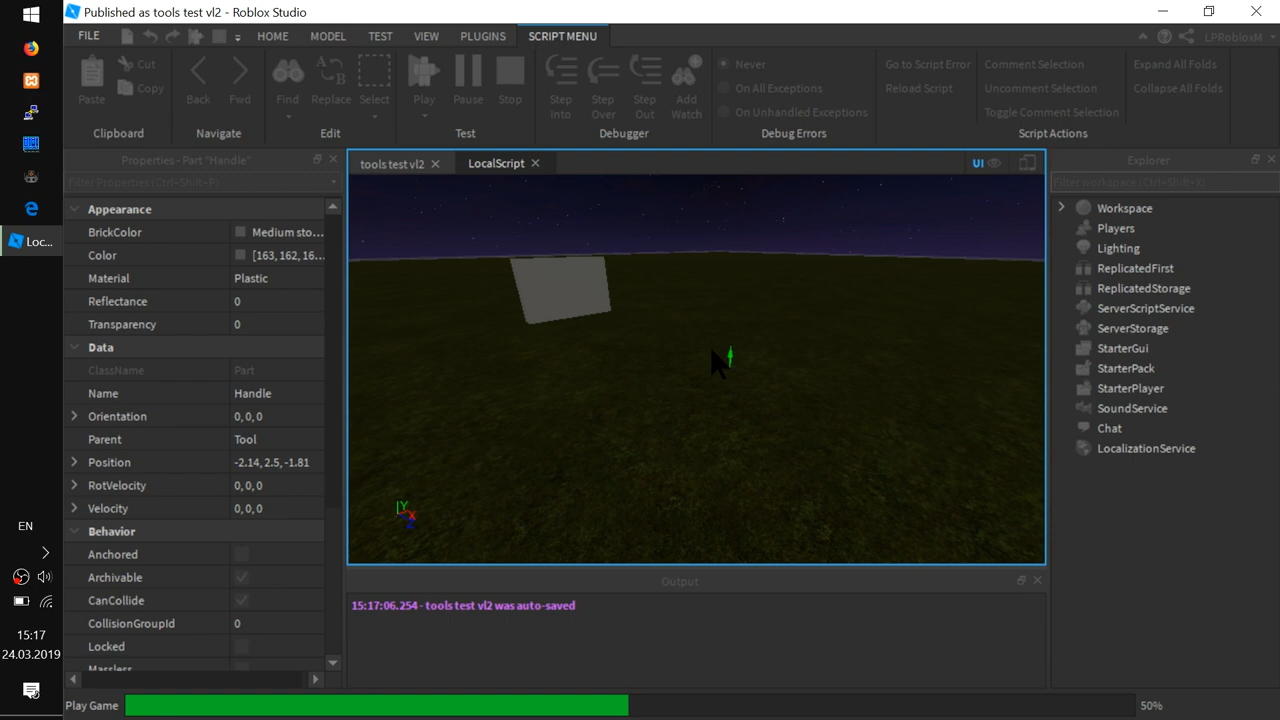 Published as tools test vl2 - Roblox Studio
FILE HOME MODEL TEST VIEW PLUGINS SCRIPT MENU LPRobloxM
Paste Cut Copy
Clipboard
Back Fwd
Navigate
Find Replace Select
Edit
Play Pause Stop
Test
Step Into Step Over Step Out Add Watch
Debugger
Never
On All Exceptions
On Unhandled Exceptions
Debug Errors
Go to Script Error
Reload Script
Comment Selection
Uncomment Selection
Toggle Comment Selection
Expand All Folds
Collapse All Folds
Script Actions
Properties - Part "Handle"
Filter Properties (Ctrl+Shift+P)
Appearance
BrickColor Medium sto...
Color [163, 162, 16...
Material Plastic
Reflectance 0
Transparency 0
Data
ClassName Part
Name Handle
Orientation 0, 0, 0
Parent Tool
Position -2.14, 2.5, -1.81
RotVelocity 0, 0, 0
Velocity 0, 0, 0
Behavior
Anchored
Archivable
CanCollide
CollisionGroupId 0
Locked
Massless
tools test vl2 LocalScript UI
Y
X
Z
Output
15:17:06.254 - tools test vl2 was auto-saved
Explorer
Filter workspace (Ctrl+Shift+X)
Workspace
Players
Lighting
ReplicatedFirst
ReplicatedStorage
ServerScriptService
ServerStorage
StarterGui
StarterPack
StarterPlayer
SoundService
Chat
LocalizationService
Loc...
EN
15:17
24.03.2019
Play Game 50%